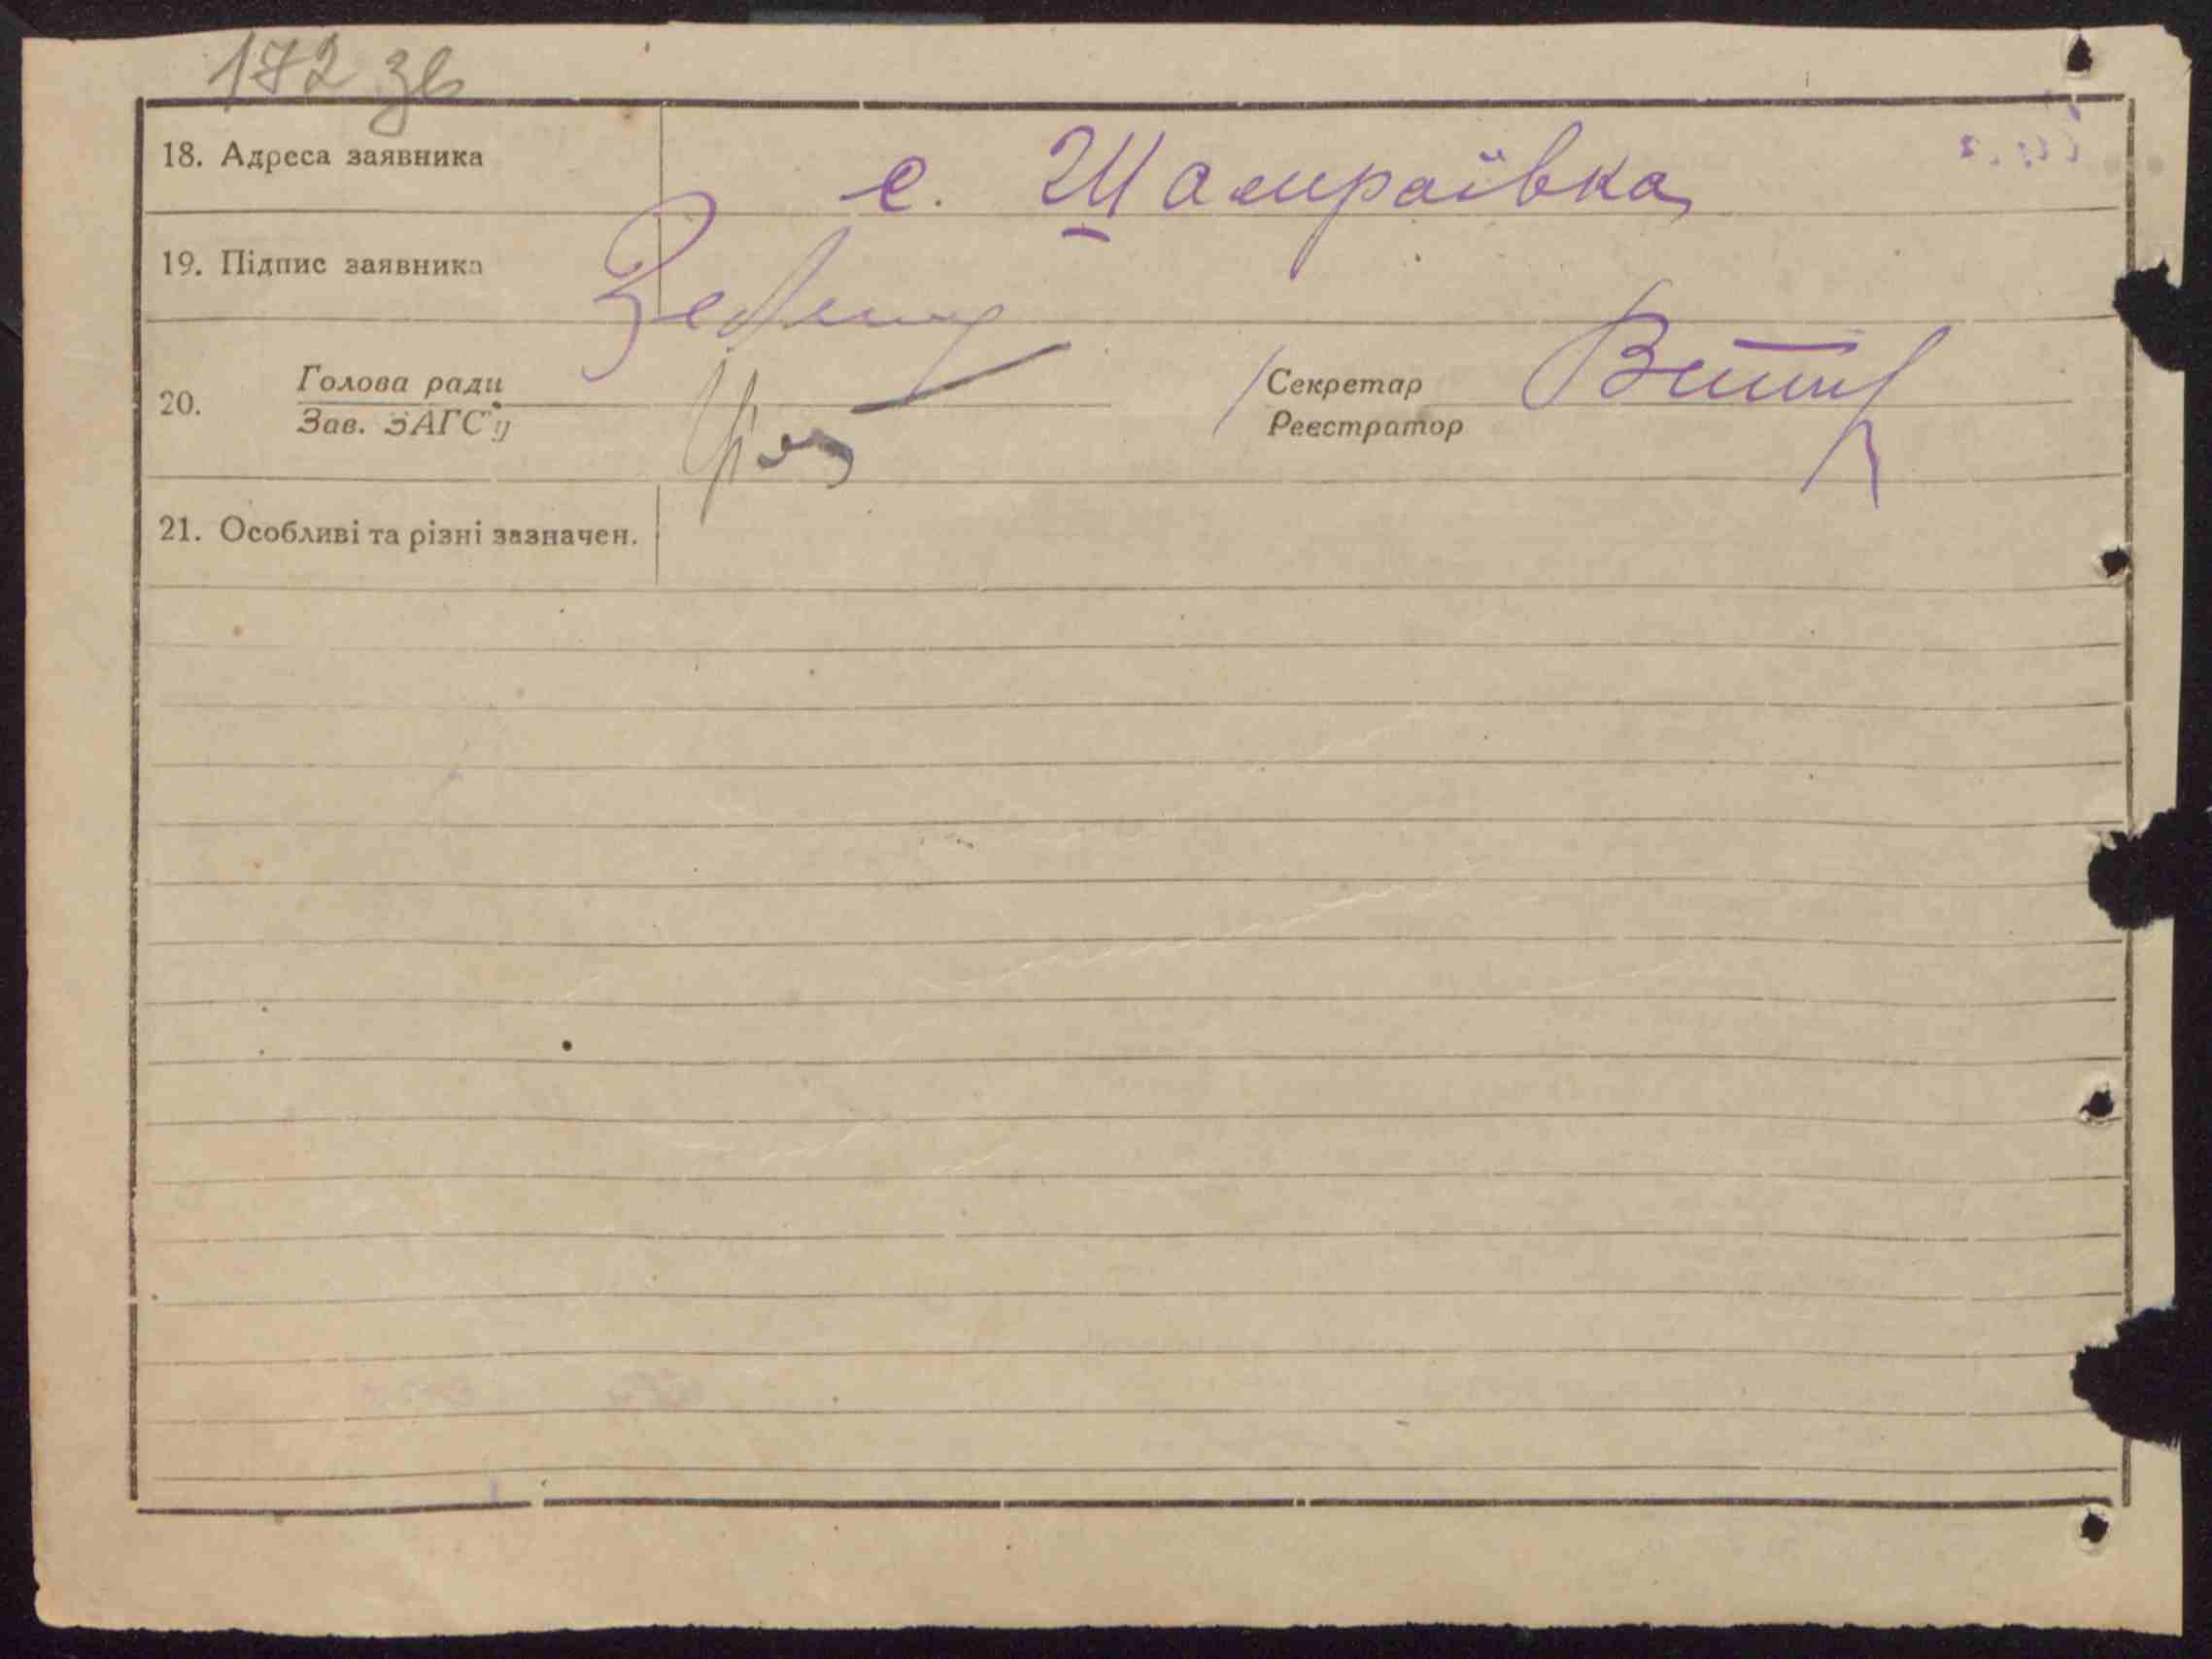 172 зв
18. Адреса заявника с. Шамраївка
19. Підпис заявника
20. Голова ради Секретар
Зав. ЗАГС'у Реєстратор
21. Особливі та різні зазначен.